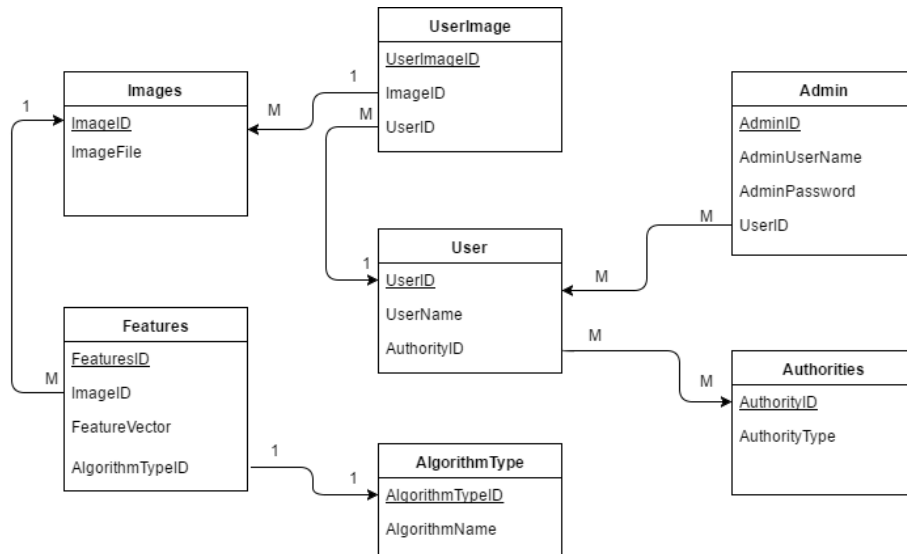 UserImage
UserImageID
ImageID
UserID
1
M
M
1
Images
ImageID
ImageFile
1
M
Admin
AdminID
AdminUserName
AdminPassword
UserID
M
M
User
UserID
UserName
AuthorityID
M
M
Features
FeaturesID
ImageID
FeatureVector
AlgorithmTypeID
1
1
AlgorithmType
AlgorithmTypeID
AlgorithmName
Authorities
AuthorityID
AuthorityType